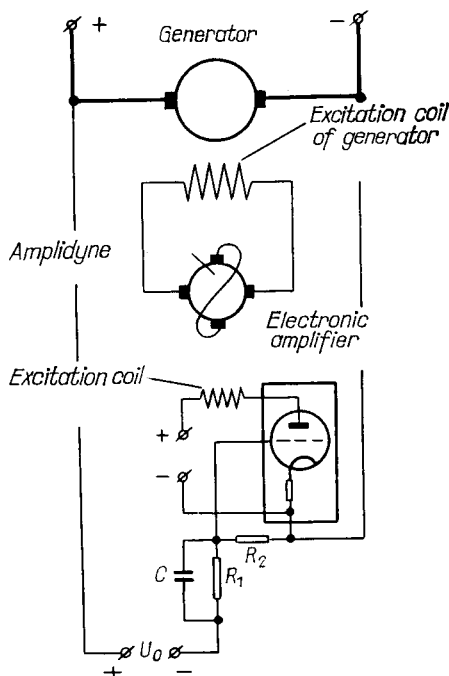 +
Generator
-
Excitation coil
of generator
Amplidyne
Electronic
amplifier
Excitation coil
+
-
C
R1
R2
+ U0 -